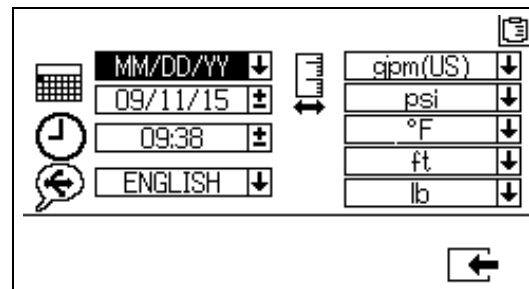 MM/DD/YY
09/11/15
09:38
ENGLISH
gpm(US)
psi
°F
ft
lb